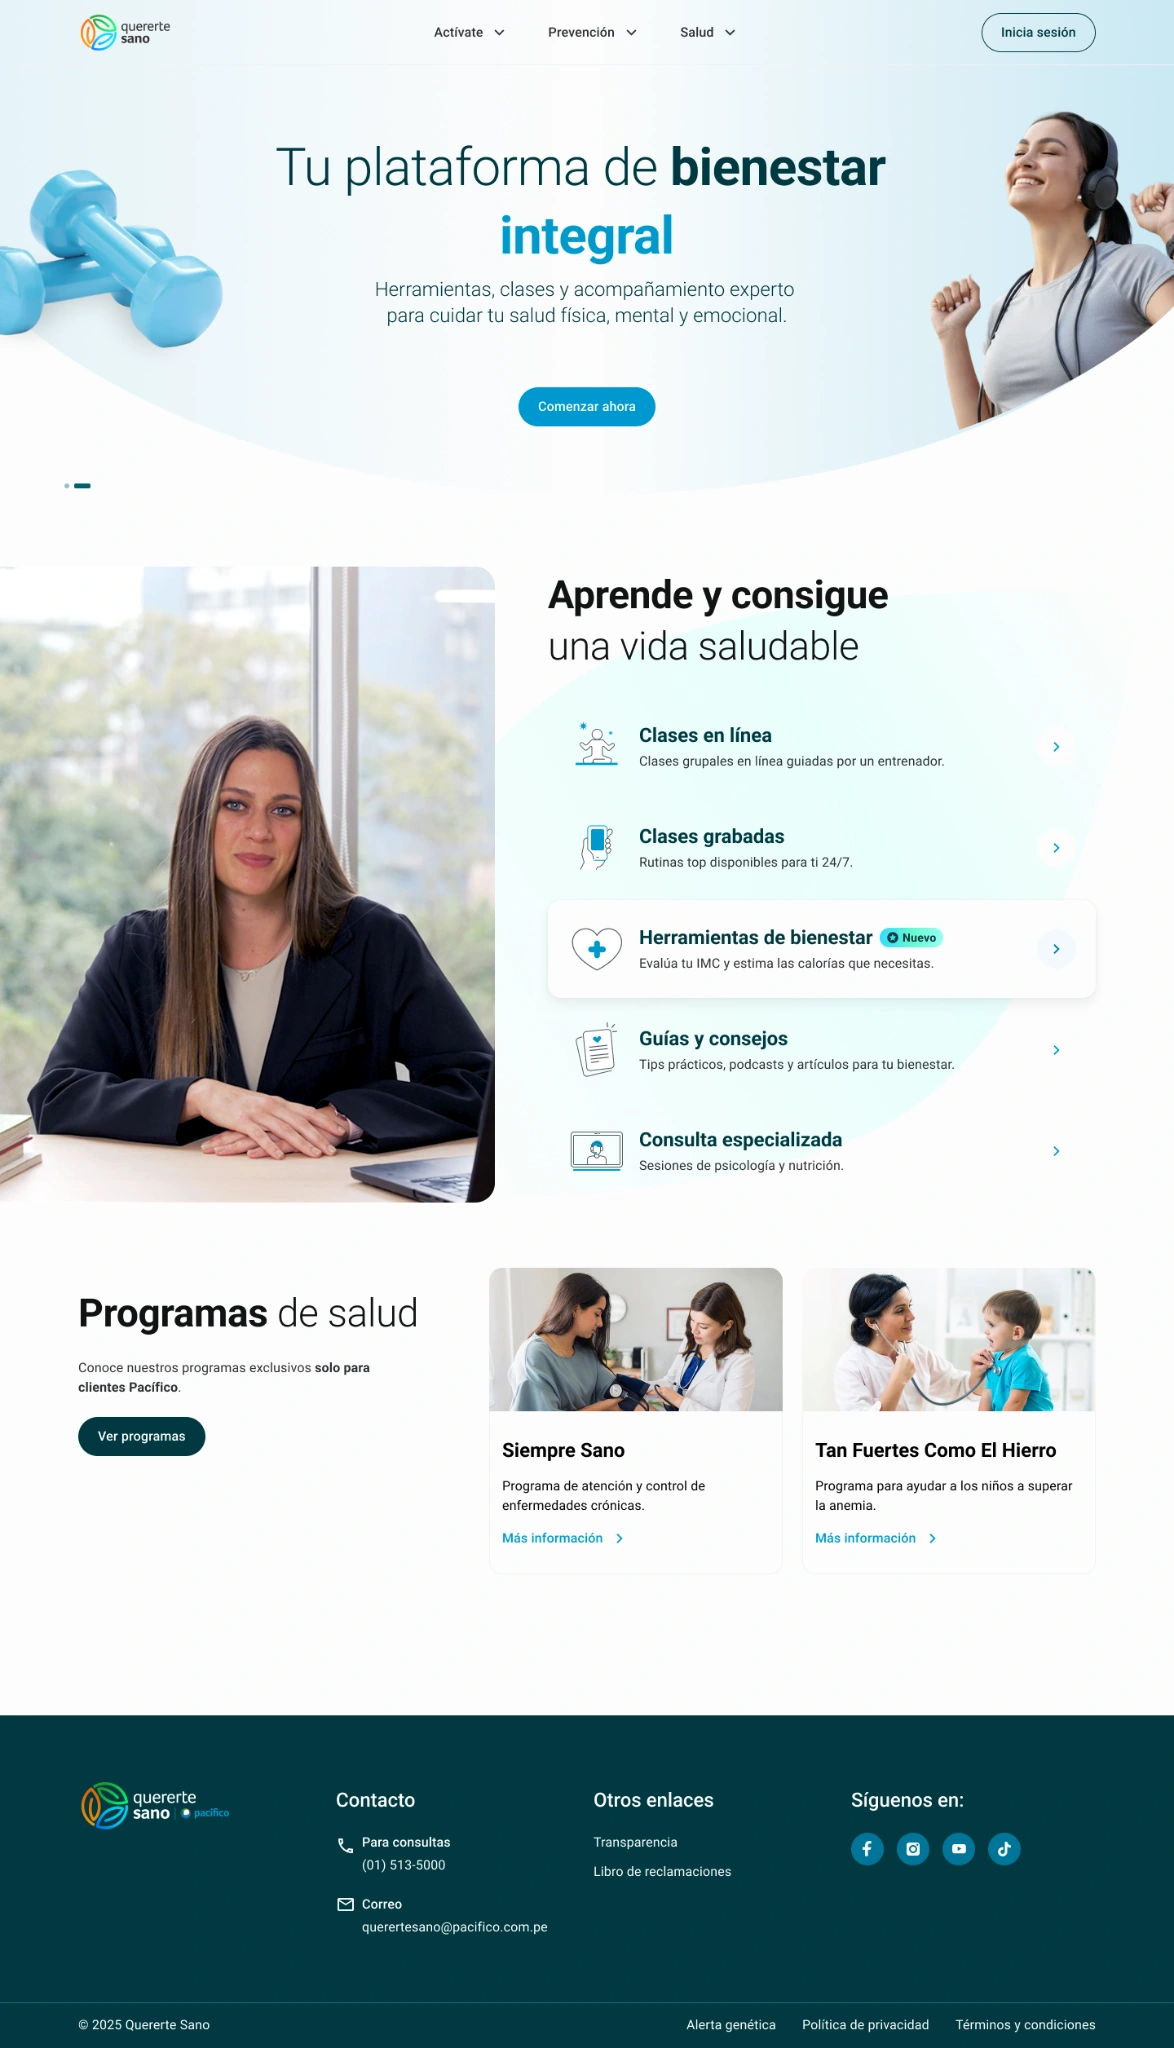 quererte
sano
Actívate
Prevención
Salud
Inicia sesión
Tu plataforma de bienestar
integral
Herramientas, clases y acompañamiento experto
para cuidar tu salud física, mental y emocional.
Comenzar ahora
Aprende y consigue
una vida saludable
Clases en línea
Clases grupales en línea guiadas por un entrenador.
Clases grabadas
Rutinas top disponibles para ti 24/7.
Herramientas de bienestar Nuevo
Evalúa tu IMC y estima las calorías que necesitas.
Guías y consejos
Tips prácticos, podcasts y artículos para tu bienestar.
Consulta especializada
Sesiones de psicología y nutrición.
Programas de salud
Conoce nuestros programas exclusivos solo para
clientes Pacífico.
Ver programas
Siempre Sano
Programa de atención y control de
enfermedades crónicas.
Más información
Tan Fuertes Como El Hierro
Programa para ayudar a los niños a superar
la anemia.
Más información
quererte
sano | pacífico
Contacto
Para consultas
(01) 513-5000
Correo
querertesano@pacifico.com.pe
Otros enlaces
Transparencia
Libro de reclamaciones
Síguenos en:
© 2025 Quererte Sano
Alerta genética
Política de privacidad
Términos y condiciones